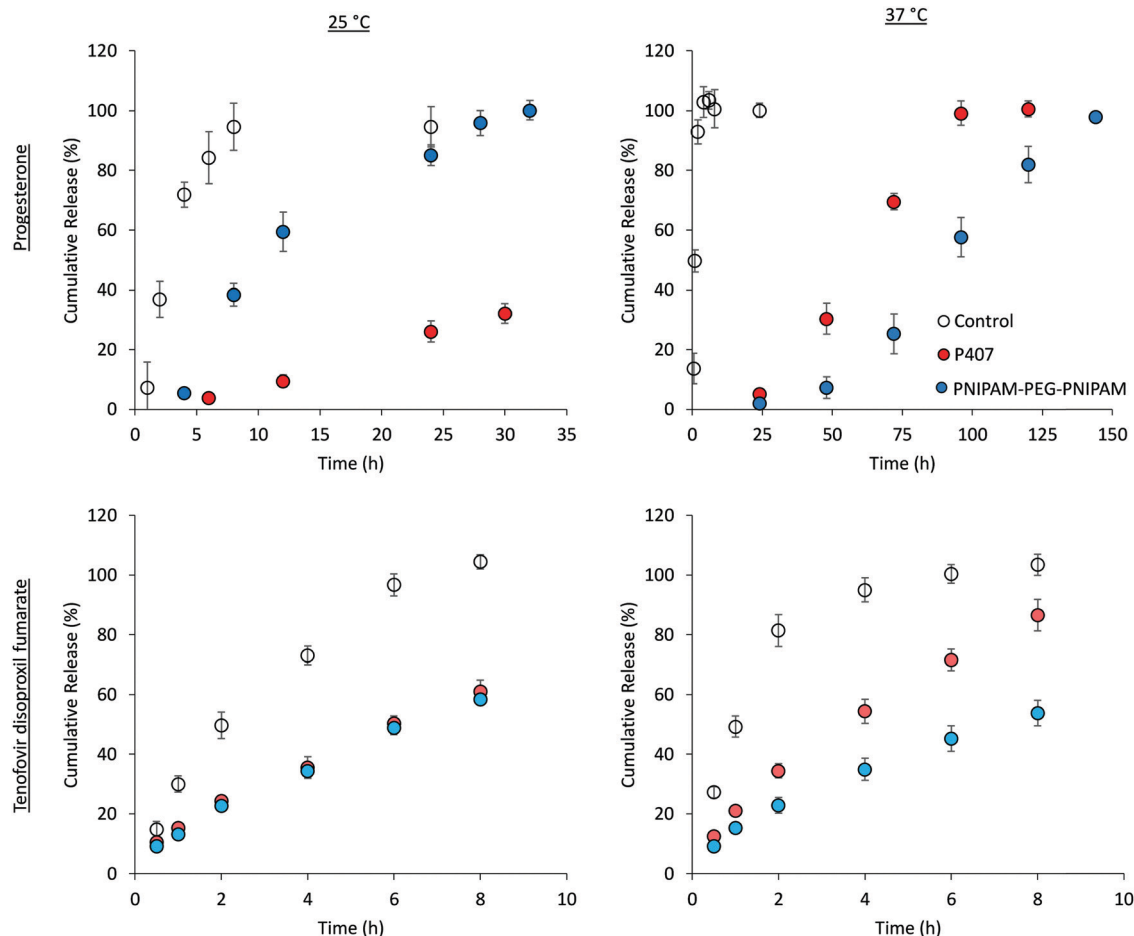 25 °C
37 °C
Progesterone
Cumulative Release (%)
120
100
80
60
40
20
0
0 5 10 15 20 25 30 35
Time (h)
Cumulative Release (%)
120
100
80
60
40
20
0
0 25 50 75 100 125 150
Time (h)
Control
P407
PNIPAM-PEG-PNIPAM
Tenofovir disoproxil fumarate
Cumulative Release (%)
120
100
80
60
40
20
0
0 2 4 6 8 10
Time (h)
Cumulative Release (%)
120
100
80
60
40
20
0
0 2 4 6 8 10
Time (h)